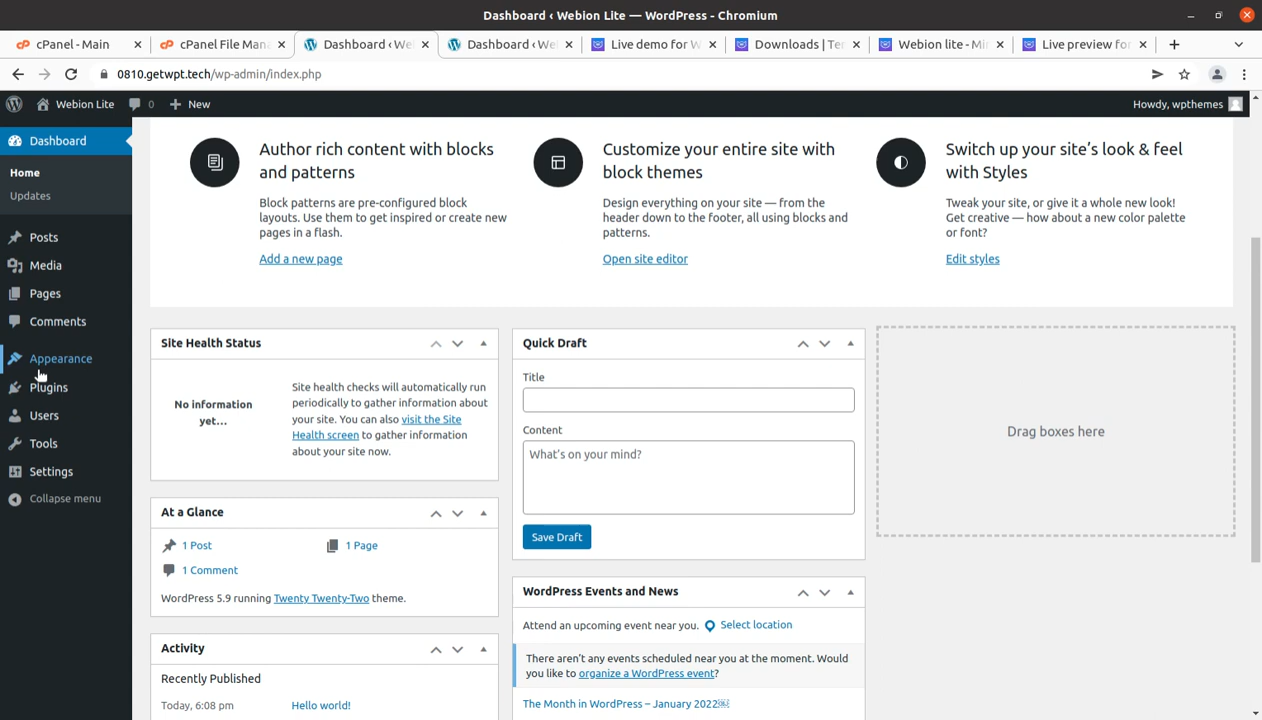 Dashboard ‹ Webion Lite — WordPress - Chromium
cPanel - Main
cPanel File Man
Dashboard ‹ We
Dashboard ‹ We
Live demo for W
Downloads | Te
Webion lite - Mi
Live preview for
0810.getwpt.tech/wp-admin/index.php
Webion Lite
0
New
Howdy, wpthemes
Dashboard
Home
Updates
Posts
Media
Pages
Comments
Appearance
Plugins
Users
Tools
Settings
Collapse menu
Author rich content with blocks
and patterns
Block patterns are pre-configured block
layouts. Use them to get inspired or create new
pages in a flash.
Add a new page
Customize your entire site with
block themes
Design everything on your site — from the
header down to the footer, all using blocks and
patterns.
Open site editor
Switch up your site's look & feel
with Styles
Tweak your site, or give it a whole new look!
Get creative — how about a new color palette
or font?
Edit styles
Site Health Status
No information
yet...
Site health checks will automatically run
periodically to gather information about
your site. You can also visit the Site
Health screen to gather information
about your site now.
At a Glance
1 Post
1 Page
1 Comment
WordPress 5.9 running Twenty Twenty-Two theme.
Activity
Recently Published
Today, 6:08 pm
Hello world!
Quick Draft
Title
Content
What's on your mind?
Save Draft
WordPress Events and News
Attend an upcoming event near you.
Select location
There aren't any events scheduled near you at the moment. Would
you like to organize a WordPress event?
The Month in WordPress – January 2022
Drag boxes here